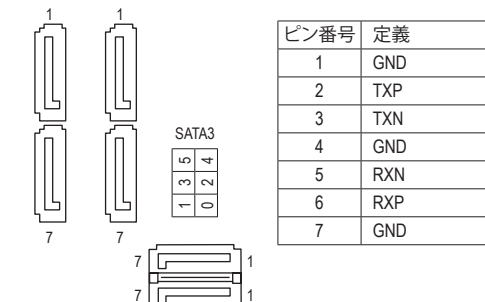 1 1
SATA3
5 4
3 2
1 0
7 7
7 1
7 1
ピン番号 定義
1 GND
2 TXP
3 TXN
4 GND
5 RXN
6 RXP
7 GND